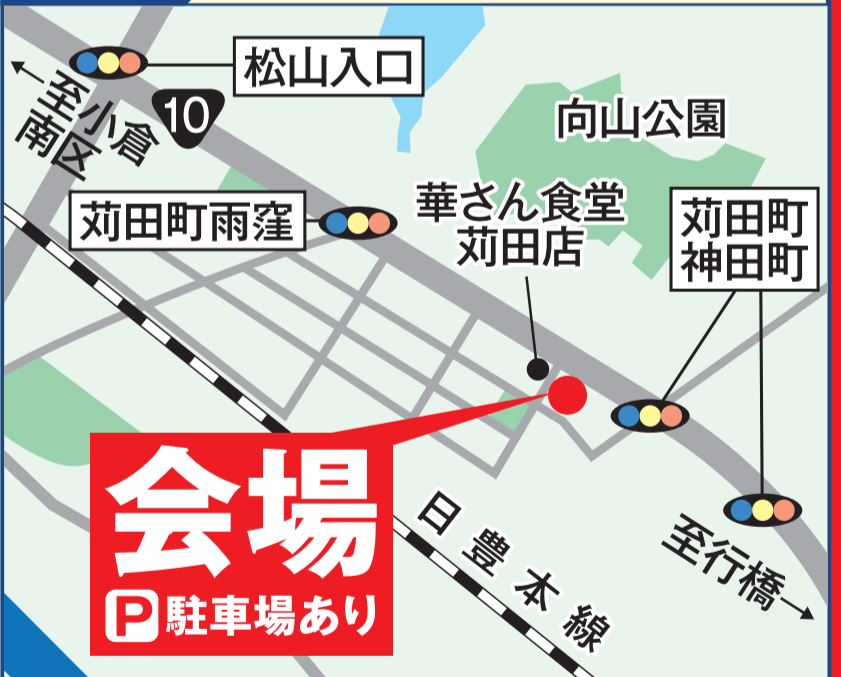 松山入口
至小倉
南区
10
向山公園
華さん食堂
苅田店
苅田町雨窪
苅田町
神田町
会場
P駐車場あり
日豊本線
至行橋